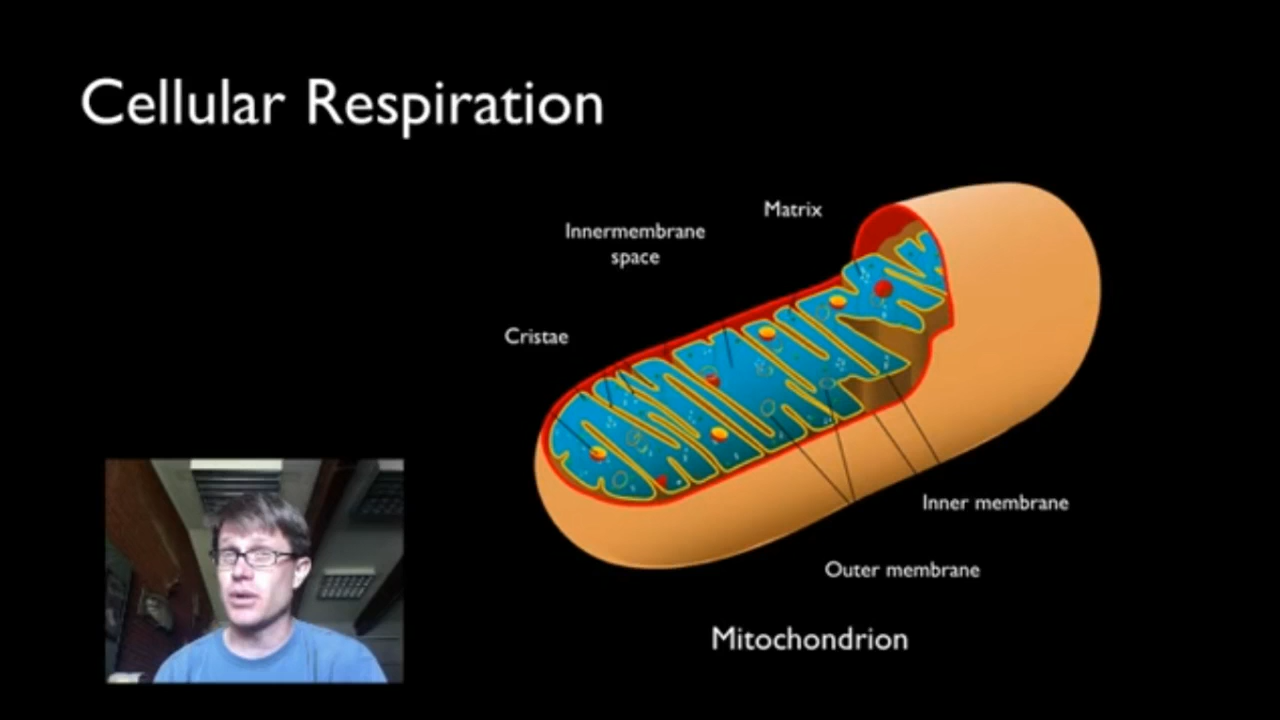 Cellular Respiration
Matrix
Innermembrane
space
Cristae
Inner membrane
Outer membrane
Mitochondrion